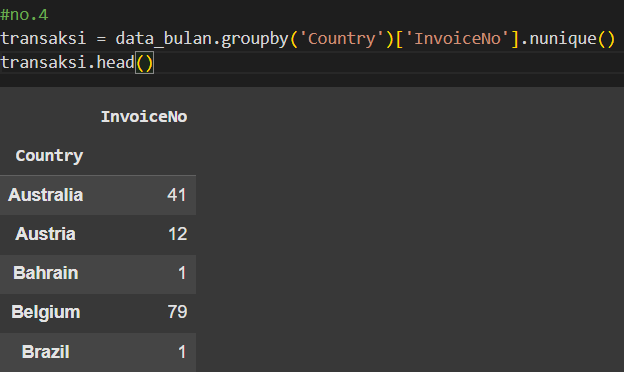 #no.4
transaksi = data_bulan.groupby('Country')['InvoiceNo'].nunique()
transaksi.head()
InvoiceNo
Country
Australia 41
Austria 12
Bahrain 1
Belgium 79
Brazil 1